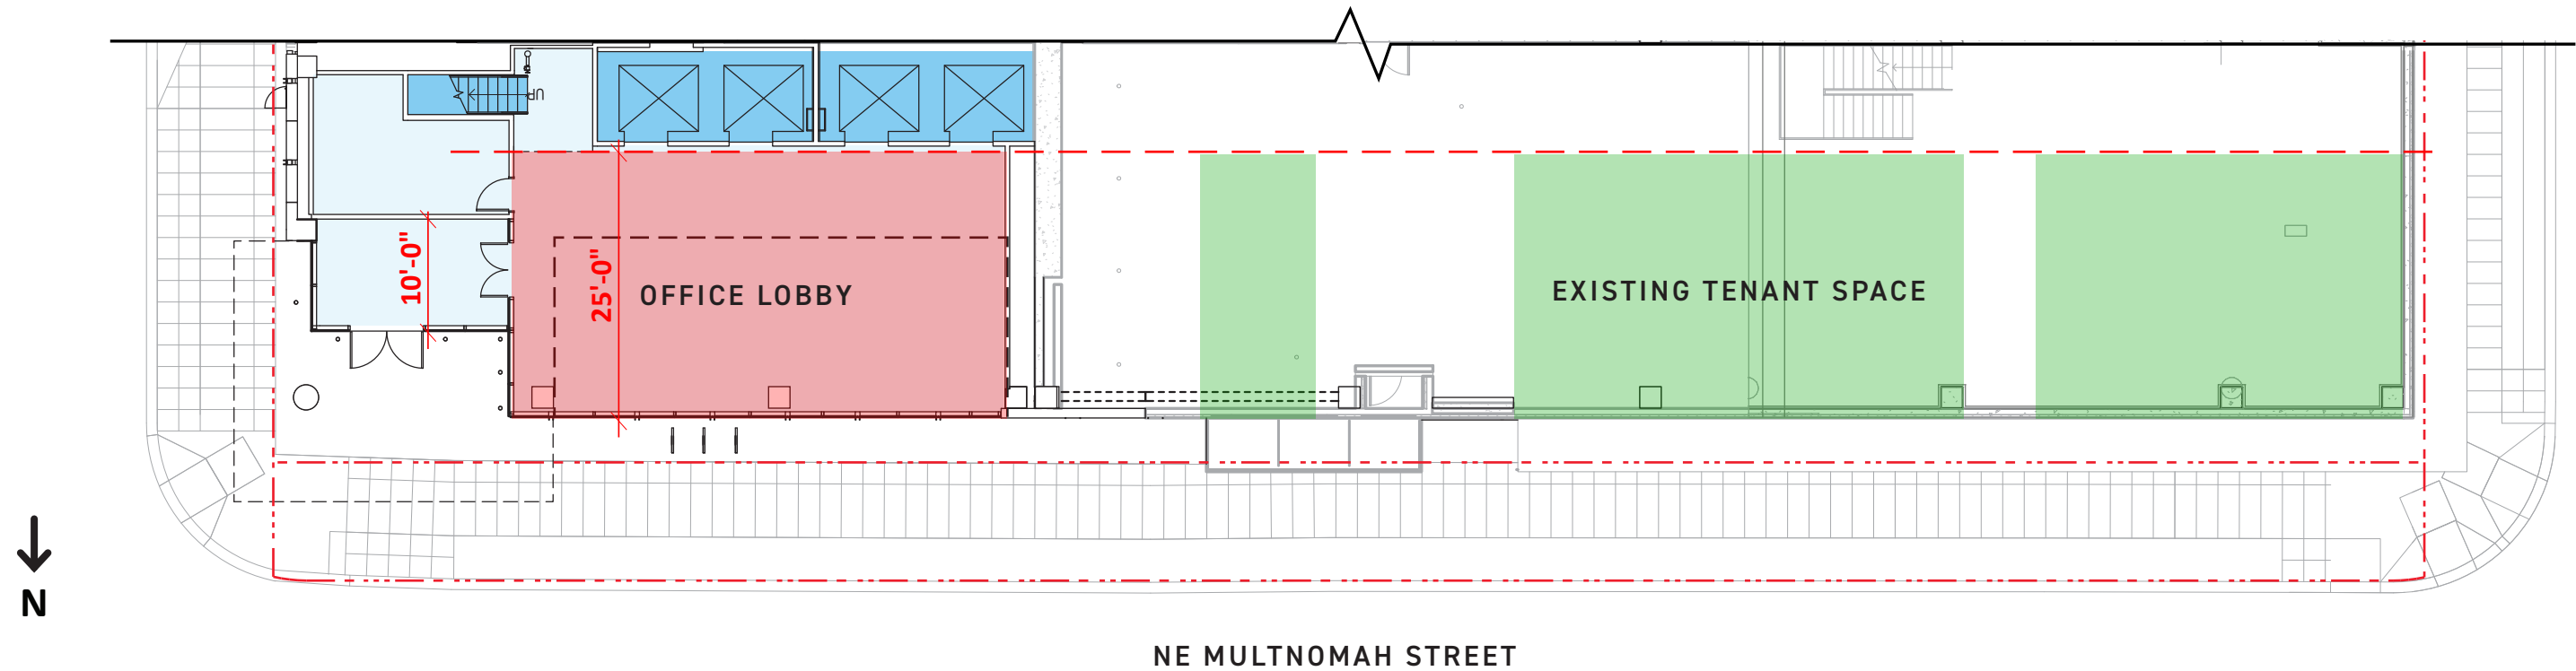 UP
10'-0"
25'-0"
OFFICE LOBBY
EXISTING TENANT SPACE
N
NE MULTNOMAH STREET